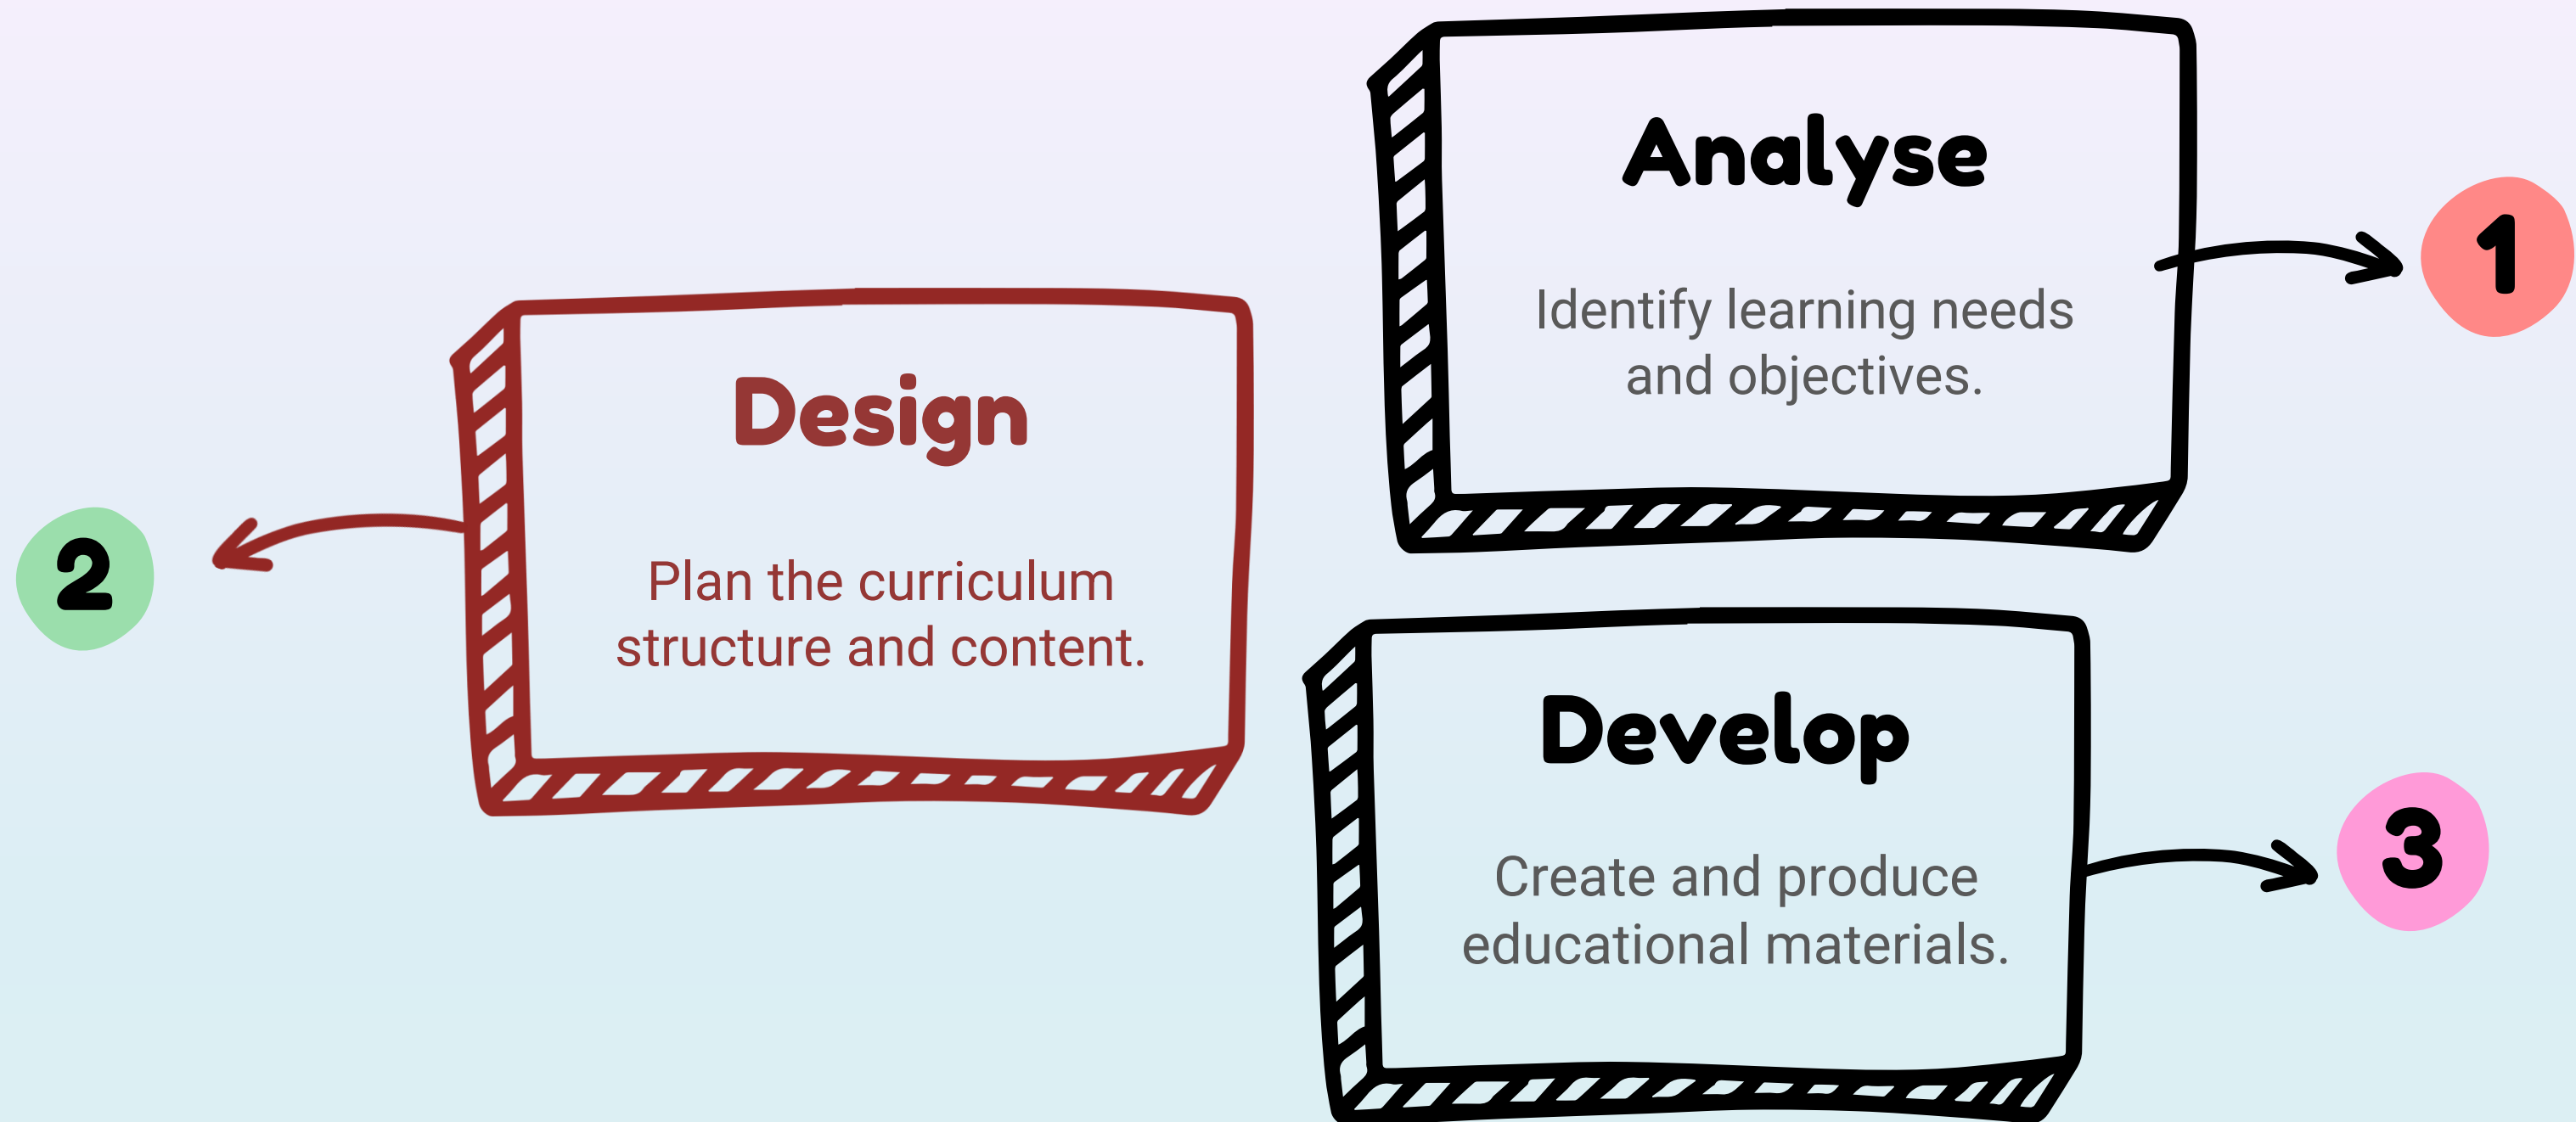 Analyse
Identify learning needs
and objectives.
1
Design
Plan the curriculum
structure and content.
2
Develop
Create and produce
educational materials.
3